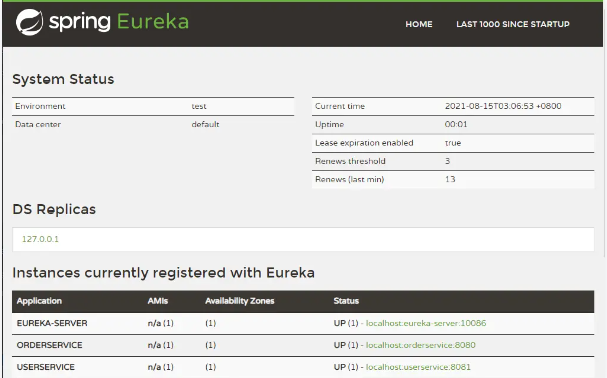 spring Eureka HOME LAST 1000 SINCE STARTUP
System Status
Environment test
Data center default
Current time 2021-08-15T03:06:53 +0800
Uptime 00:01
Lease expiration enabled true
Renews threshold 3
Renews (last min) 13
DS Replicas
127.0.0.1
Instances currently registered with Eureka
Application AMIs Availability Zones Status
EUREKA-SERVER n/a (1) (1) UP (1) - localhost:eureka-server:10086
ORDERSERVICE n/a (1) (1) UP (1) - localhost:orderservice:8080
USERSERVICE n/a (1) (1) UP (1) - localhost:userservice:8081